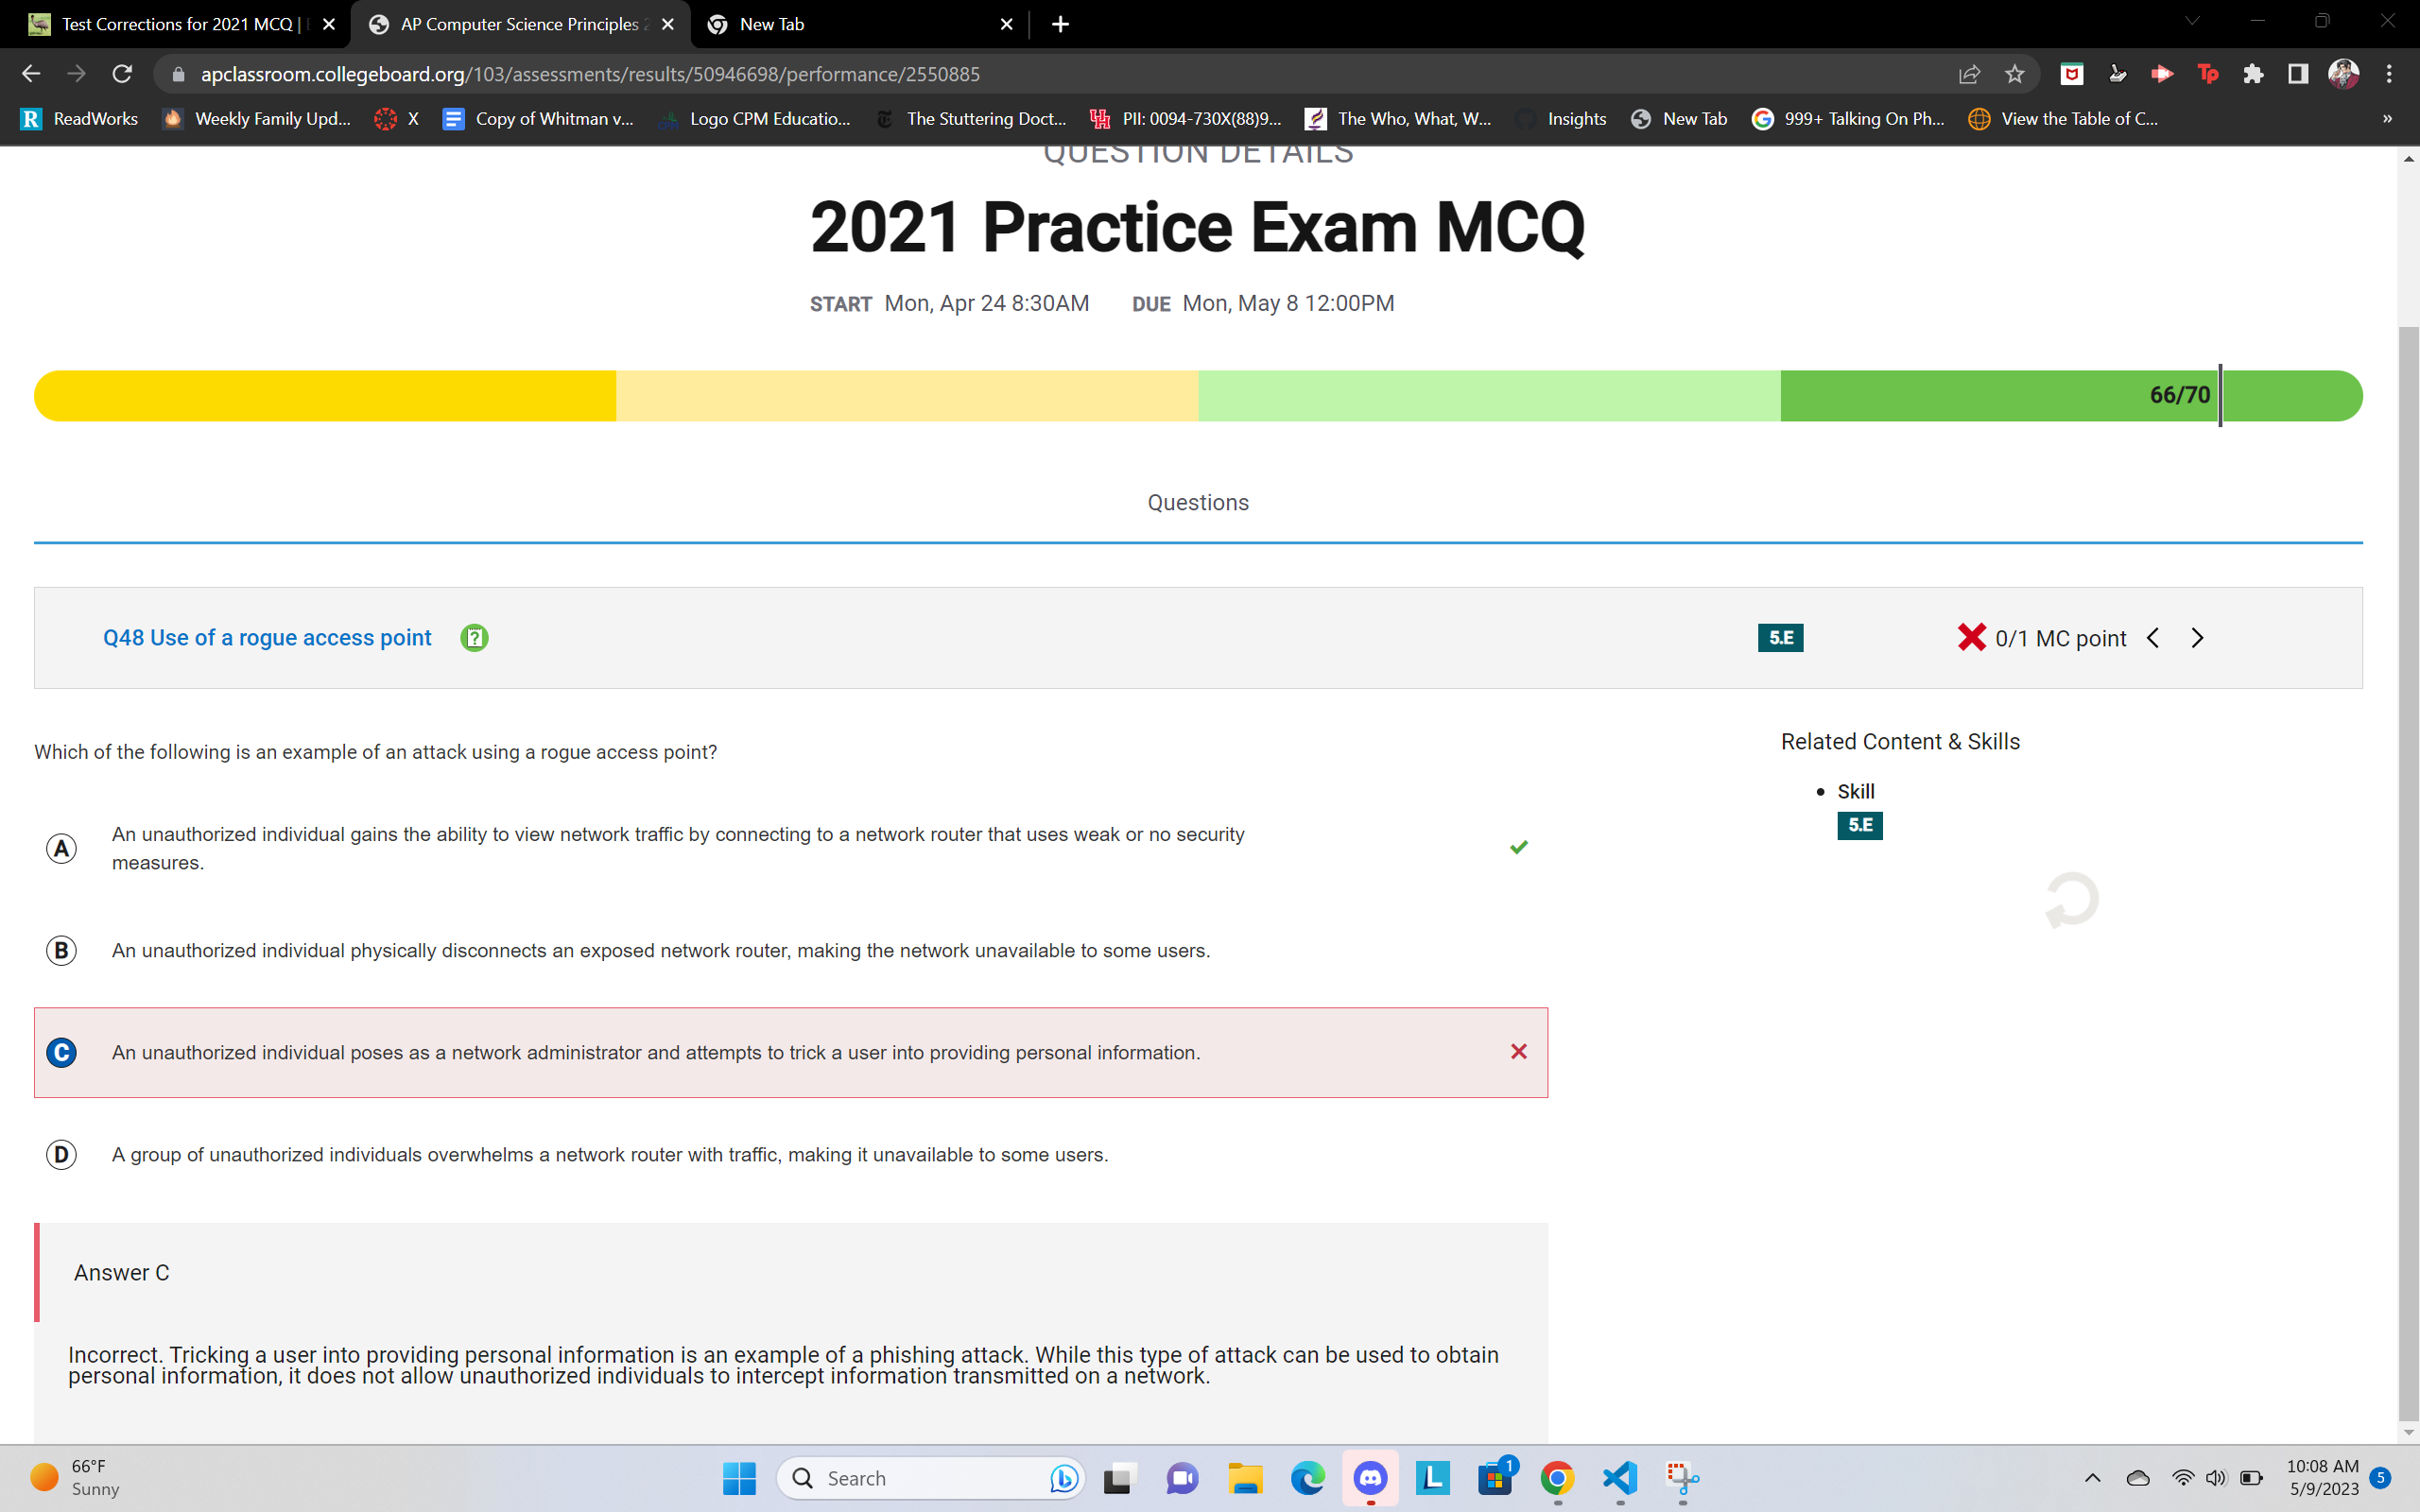 Test Corrections for 2021 MCQ |
AP Computer Science Principles 2
New Tab
apclassroom.collegeboard.org/103/assessments/results/50946698/performance/2550885
Tp
R ReadWorks
Weekly Family Upd...
X
Copy of Whitman v...
Logo CPM Educatio...
The Stuttering Doct...
PII: 0094-730X(88)9...
The Who, What, W...
Insights
New Tab
999+ Talking On Ph...
View the Table of C...
»
QUESTION DETAILS
2021 Practice Exam MCQ
START Mon, Apr 24 8:30AM DUE Mon, May 8 12:00PM
66/70
Questions
Q48 Use of a rogue access point
5.E
0/1 MC point
Which of the following is an example of an attack using a rogue access point?
Related Content & Skills
Skill
5.E
A An unauthorized individual gains the ability to view network traffic by connecting to a network router that uses weak or no security
measures.
B An unauthorized individual physically disconnects an exposed network router, making the network unavailable to some users.
C An unauthorized individual poses as a network administrator and attempts to trick a user into providing personal information.
D A group of unauthorized individuals overwhelms a network router with traffic, making it unavailable to some users.
Answer C
Incorrect. Tricking a user into providing personal information is an example of a phishing attack. While this type of attack can be used to obtain
personal information, it does not allow unauthorized individuals to intercept information transmitted on a network.
66°F
Sunny
Search
L
1
10:08 AM
5/9/2023
5